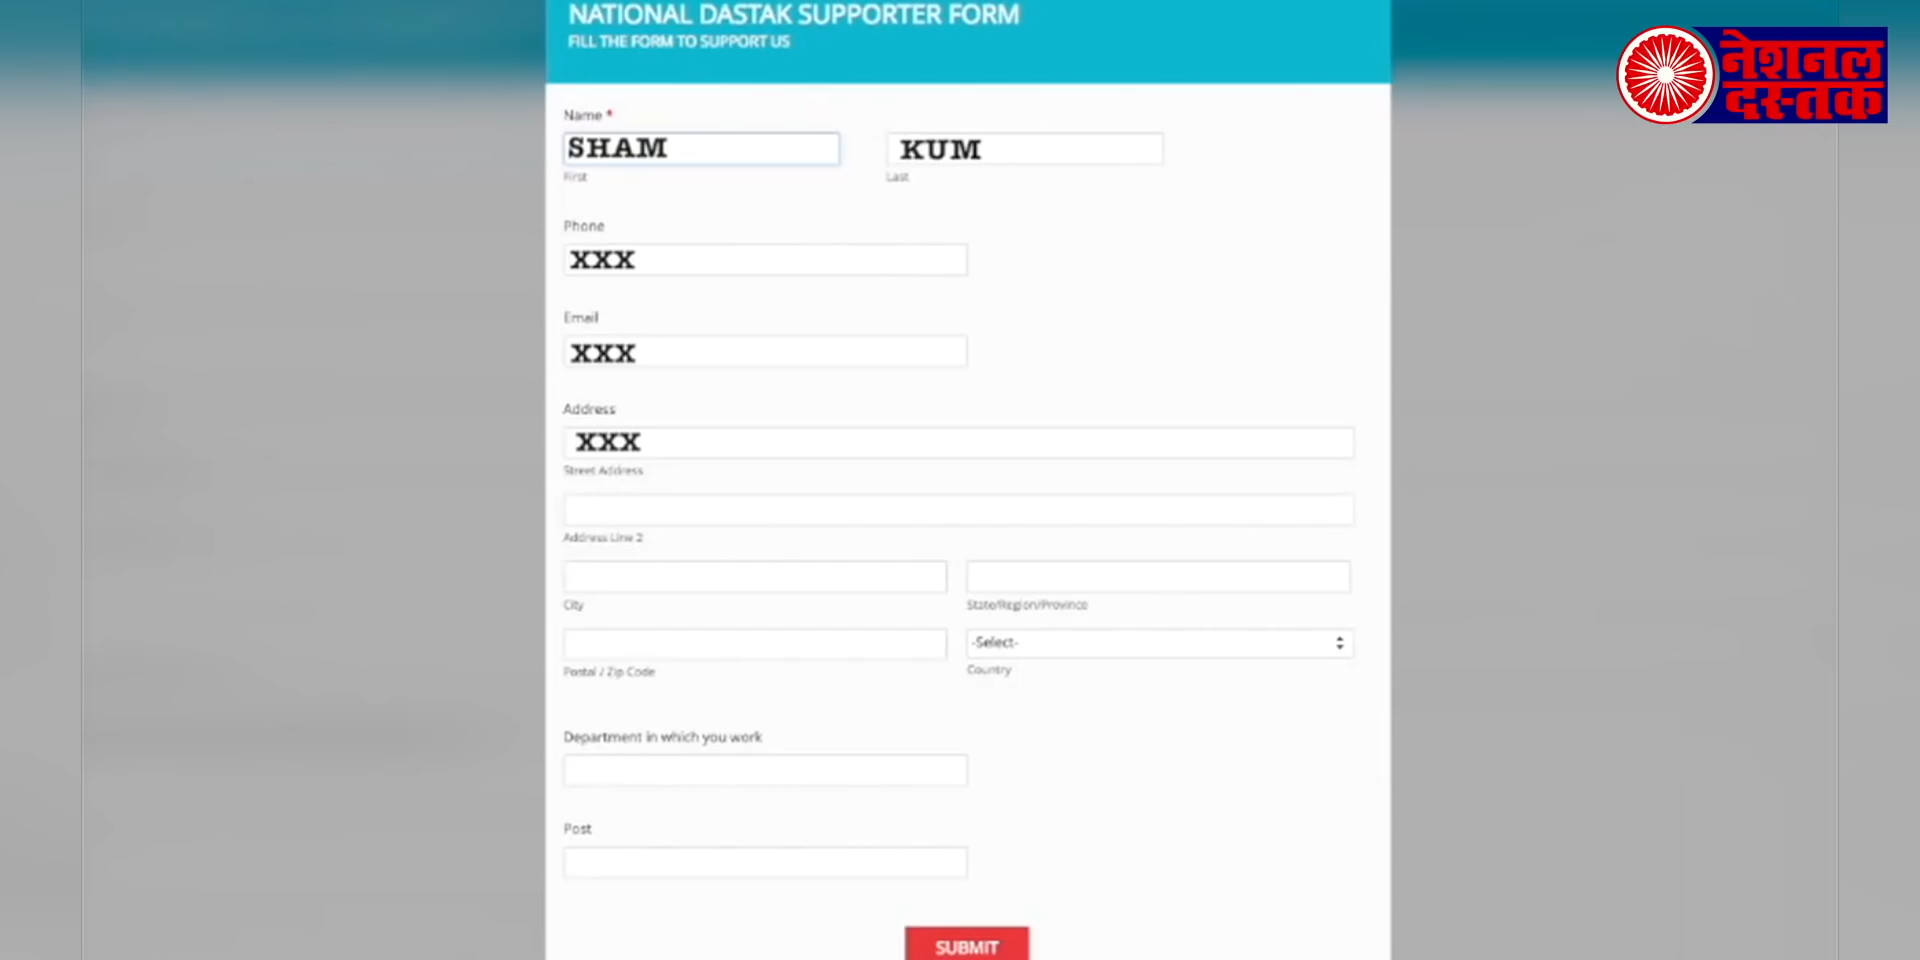 NATIONAL DASTAK SUPPORTER FORM
FILL THE FORM TO SUPPORT US
नेशनल
दस्तक
Name *
SHAM KUM
First Last
Phone
XXX
Email
XXX
Address
XXX
Street Address
Address Line 2
City State/Region/Province
-Select-
Postal / Zip Code Country
Department in which you work
Post
SUBMIT